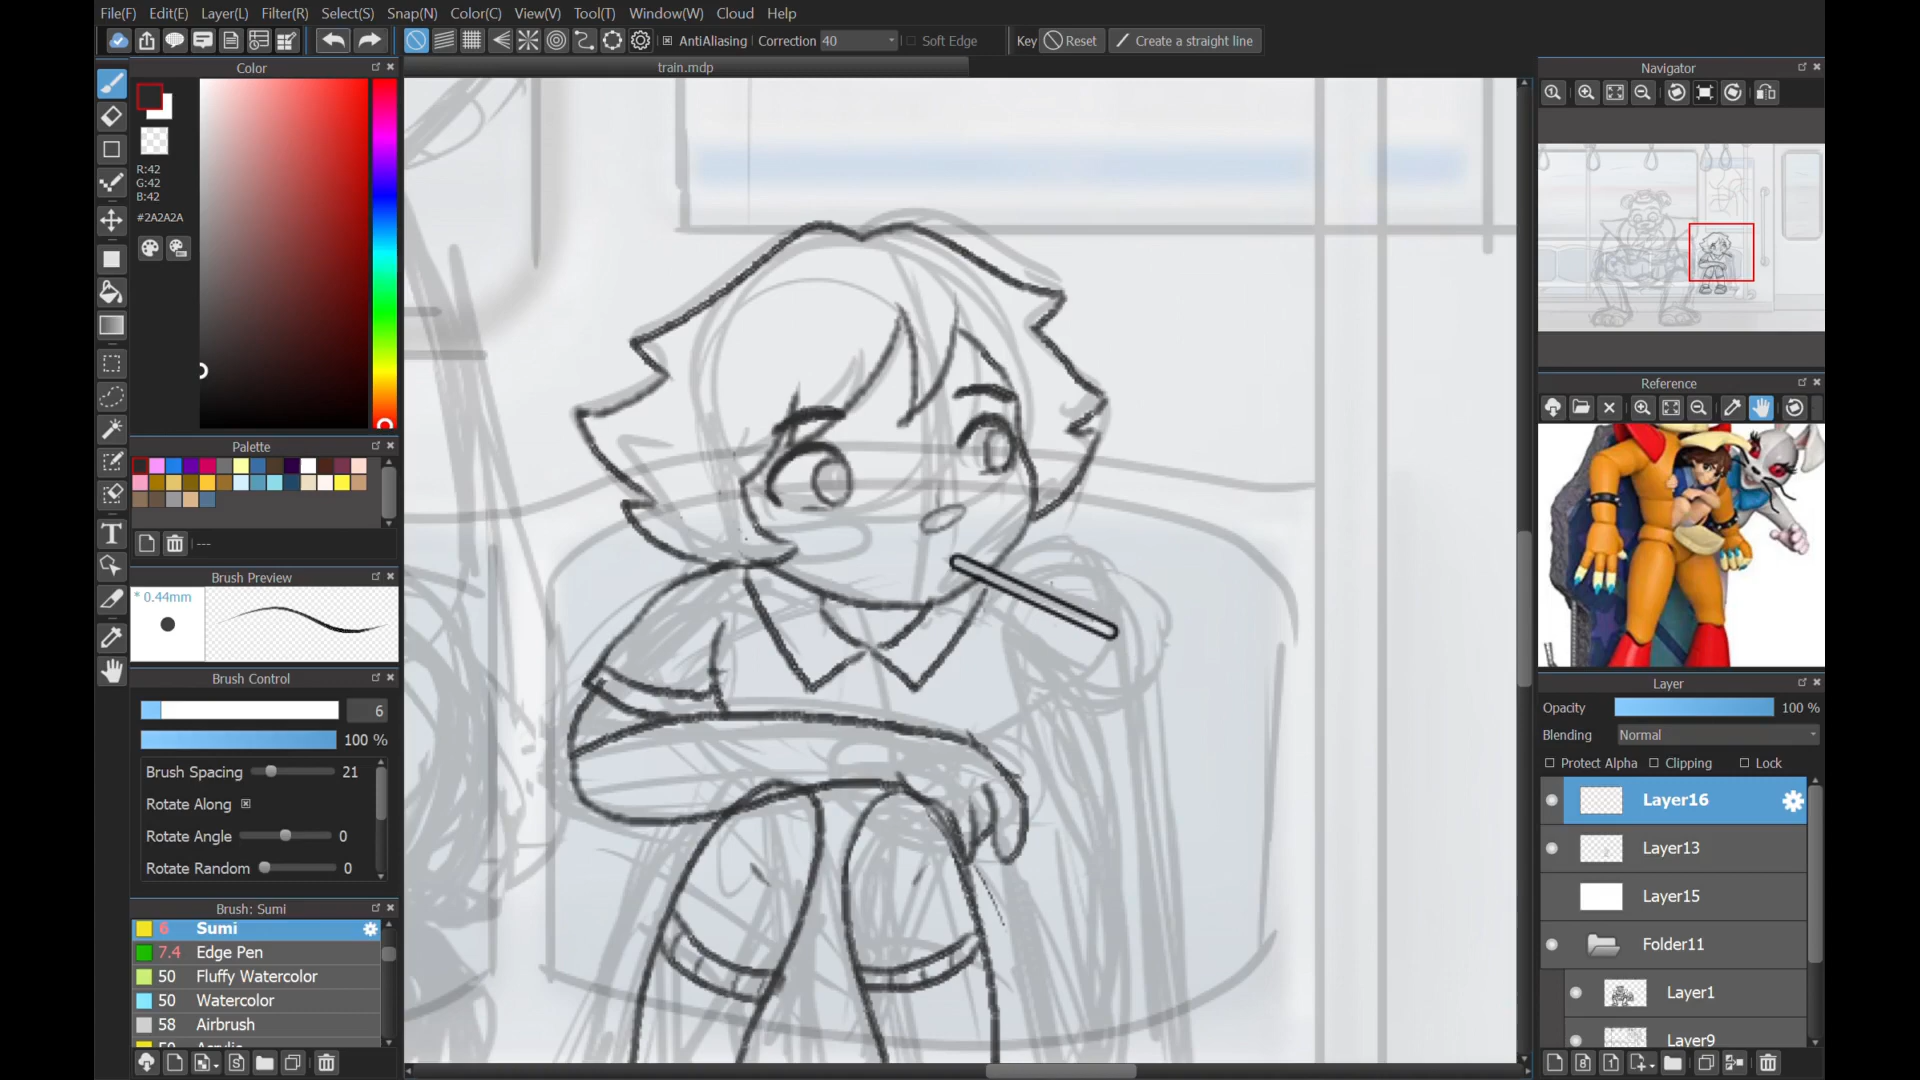 File(F) Edit(E) Layer(L) Filter(R) Select(S) Snap(N) Color(C) View(V) Tool(T) Window(W) Cloud Help
AntiAliasing Correction 40 Soft Edge Key Reset Create a straight line
Color
train.mdp
R:42
G:42
B:42
#2A2A2A
Palette
---
Brush Preview
* 0.44mm
Brush Control
6
100 %
Brush Spacing 21
Rotate Along
Rotate Angle 0
Rotate Random 0
Brush: Sumi
6 Sumi
7.4 Edge Pen
50 Fluffy Watercolor
50 Watercolor
58 Airbrush
Navigator
Reference
Layer
Opacity 100 %
Blending Normal
Protect Alpha Clipping Lock
Layer16
Layer13
Layer15
Folder11
Layer1
Layer9